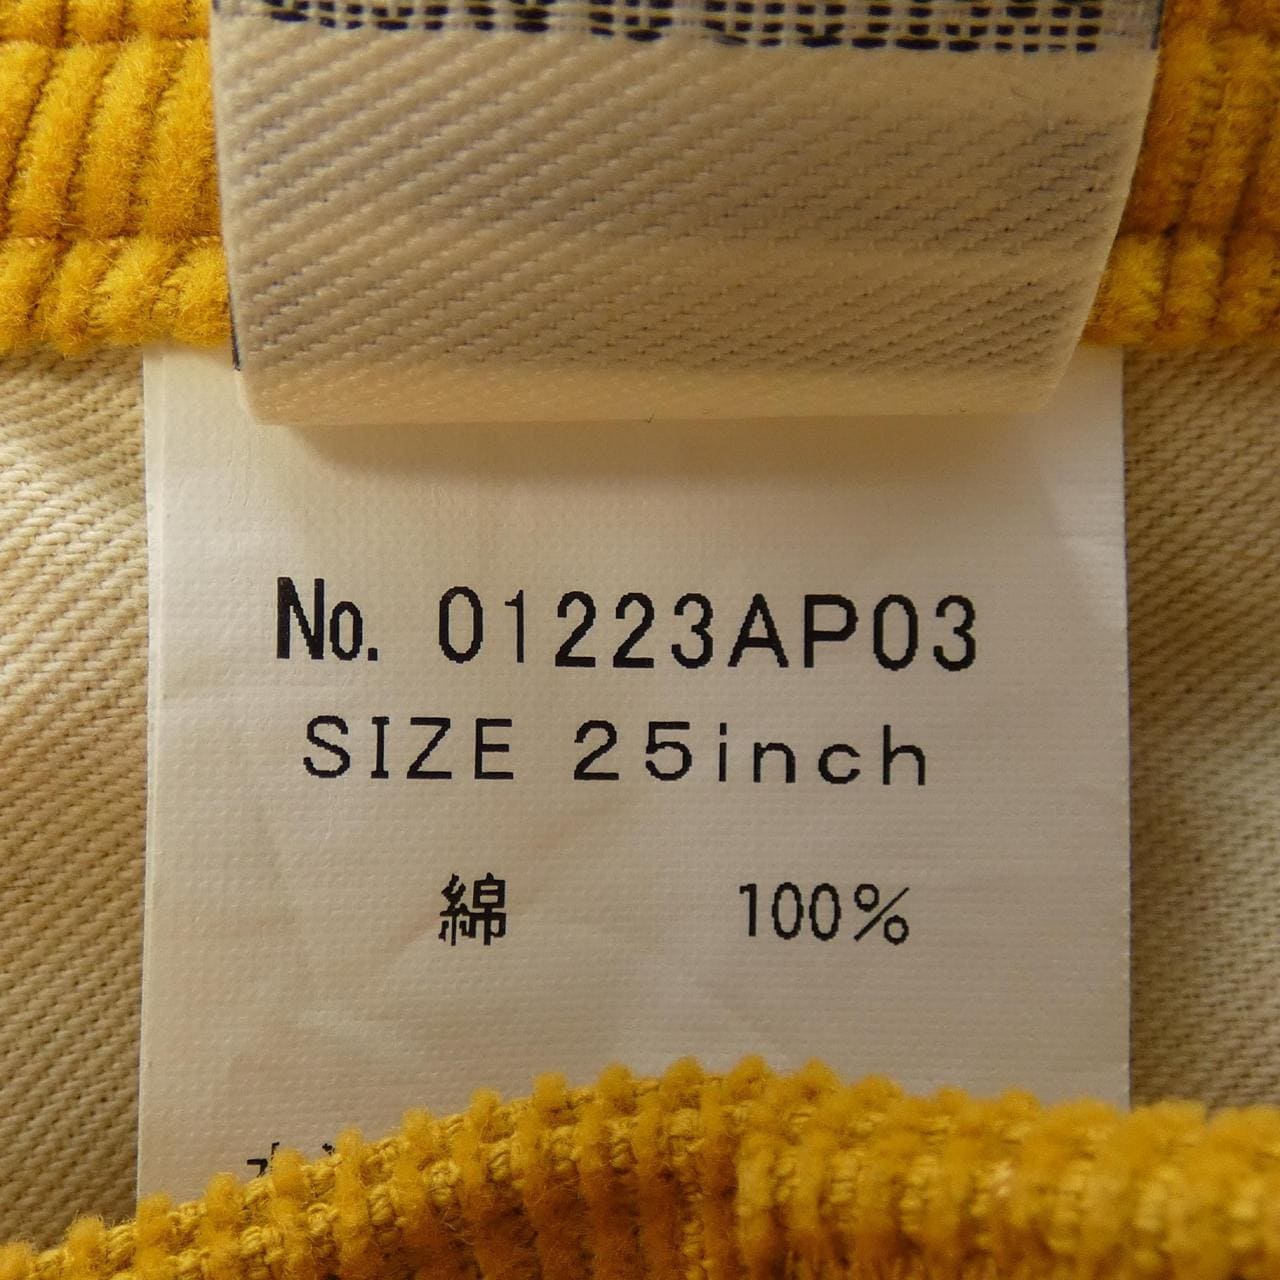 No. 01223AP03
SIZE 25inch
綿 100%